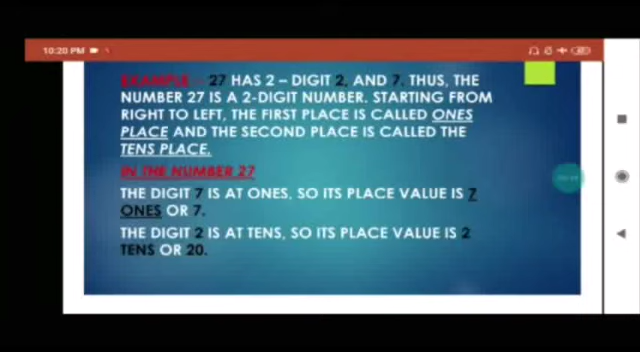 10:20 PM
EXAMPLE – 27 HAS 2 – DIGIT 2, AND 7. THUS, THE
NUMBER 27 IS A 2-DIGIT NUMBER. STARTING FROM
RIGHT TO LEFT, THE FIRST PLACE IS CALLED ONES
PLACE AND THE SECOND PLACE IS CALLED THE
TENS PLACE.
IN THE NUMBER 27
THE DIGIT 7 IS AT ONES, SO ITS PLACE VALUE IS 7
ONES OR 7.
THE DIGIT 2 IS AT TENS, SO ITS PLACE VALUE IS 2
TENS OR 20.